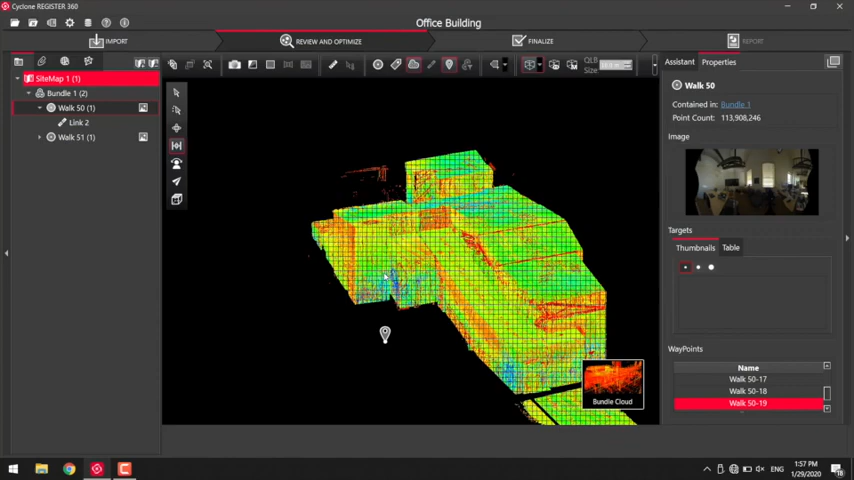 Cyclone REGISTER 360
Office Building
IMPORT
REVIEW AND OPTIMIZE
FINALIZE
REPORT
QLB
Size:
Assistant
Properties
SiteMap 1 (1)
Bundle 1 (2)
Walk 50 (1)
Link 2
Walk 51 (1)
Walk 50
Contained in: Bundle 1
Point Count: 113,908,246
Image
Targets
Thumbnails
Table
WayPoints
Name
Walk 50-17
Walk 50-18
Walk 50-19
Bundle Cloud
ENG
1:57 PM
1/29/2020